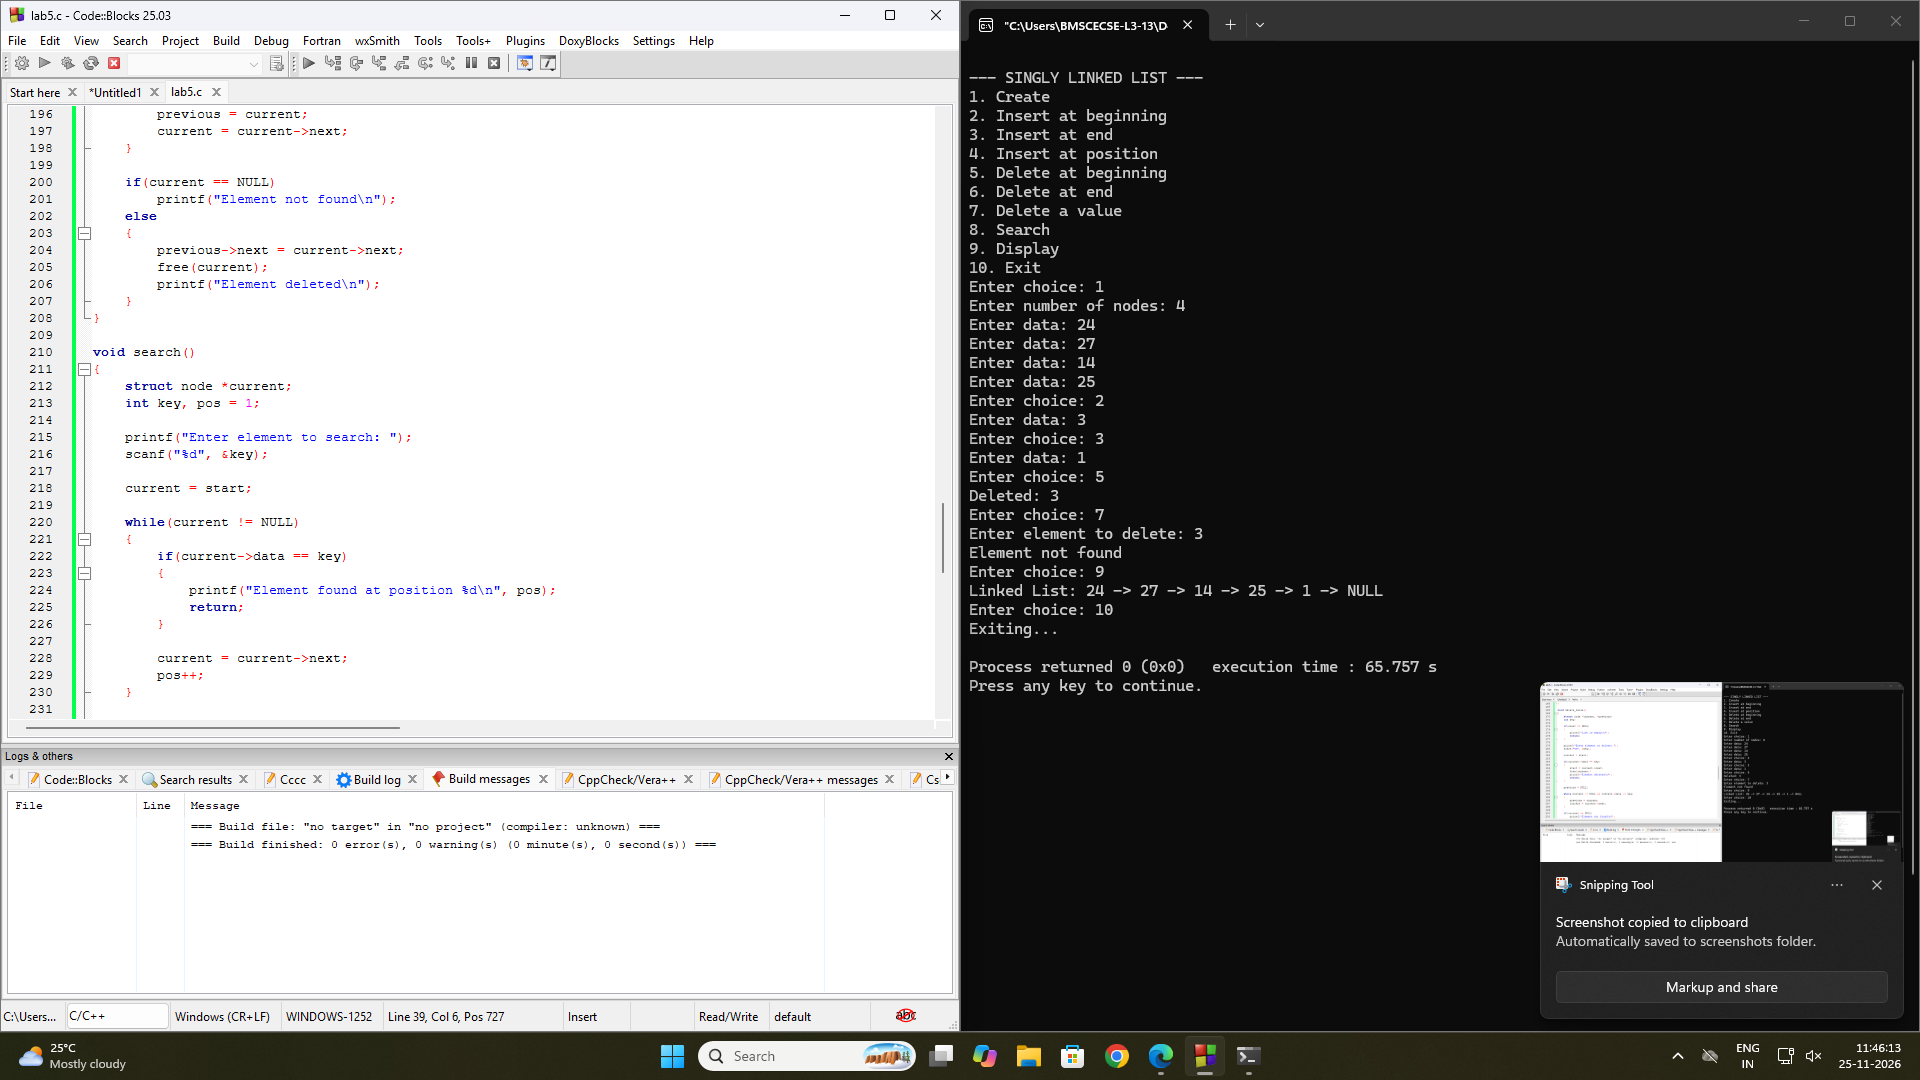 lab5.c - Code::Blocks 25.03
File Edit View Search Project Build Debug Fortran wxSmith Tools Tools+ Plugins DoxyBlocks Settings Help
Start here
*Untitled1
lab5.c
196 previous = current;
197 current = current->next;
198 }
199
200 if(current == NULL)
201 printf("Element not found\n");
202 else
203 {
204 previous->next = current->next;
205 free(current);
206 printf("Element deleted\n");
207 }
208 }
209
210 void search()
211 {
212 struct node *current;
213 int key, pos = 1;
214
215 printf("Enter element to search: ");
216 scanf("%d", &key);
217
218 current = start;
219
220 while(current != NULL)
221 {
222 if(current->data == key)
223 {
224 printf("Element found at position %d\n", pos);
225 return;
226 }
227
228 current = current->next;
229 pos++;
230 }
231
Logs & others
Code::Blocks
Search results
Cccc
Build log
Build messages
CppCheck/Vera++
CppCheck/Vera++ messages
Cs
File Line Message
=== Build file: "no target" in "no project" (compiler: unknown) ===
=== Build finished: 0 error(s), 0 warning(s) (0 minute(s), 0 second(s)) ===
C:\Users... C/C++ Windows (CR+LF) WINDOWS-1252 Line 39, Col 6, Pos 727 Insert Read/Write default abc
"C:\Users\BMSCECSE-L3-13\D
--- SINGLY LINKED LIST ---
1. Create
2. Insert at beginning
3. Insert at end
4. Insert at position
5. Delete at beginning
6. Delete at end
7. Delete a value
8. Search
9. Display
10. Exit
Enter choice: 1
Enter number of nodes: 4
Enter data: 24
Enter data: 27
Enter data: 14
Enter data: 25
Enter choice: 2
Enter data: 3
Enter choice: 3
Enter data: 1
Enter choice: 5
Deleted: 3
Enter choice: 7
Enter element to delete: 3
Element not found
Enter choice: 9
Linked List: 24 -> 27 -> 14 -> 25 -> 1 -> NULL
Enter choice: 10
Exiting...
Process returned 0 (0x0)   execution time : 65.757 s
Press any key to continue.
Snipping Tool
Screenshot copied to clipboard
Automatically saved to screenshots folder.
Markup and share
25°C
Mostly cloudy
Search
ENG
IN
11:46:13
25-11-2026